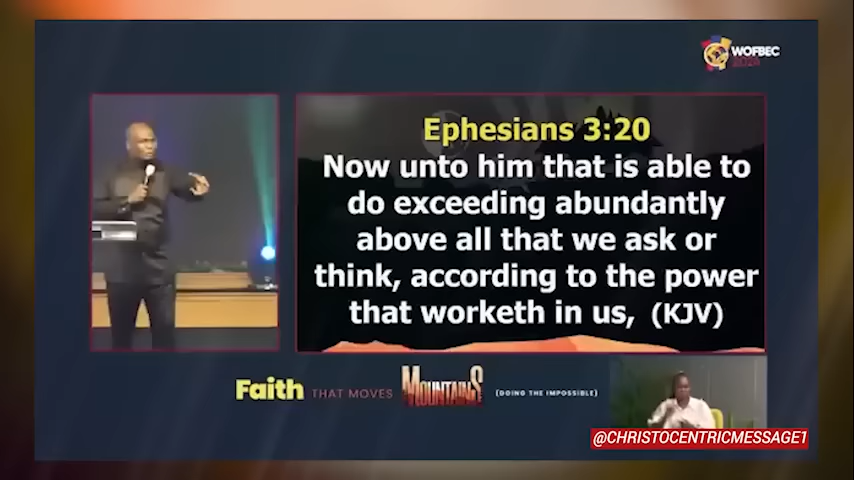 WOFBEC
2024
Ephesians 3:20
Now unto him that is able to
do exceeding abundantly
above all that we ask or
think, according to the power
that worketh in us, (KJV)
Faith THAT MOVES MOUNTAINS (DOING THE IMPOSSIBLE)
@CHRISTOCENTRICMESSAGE1